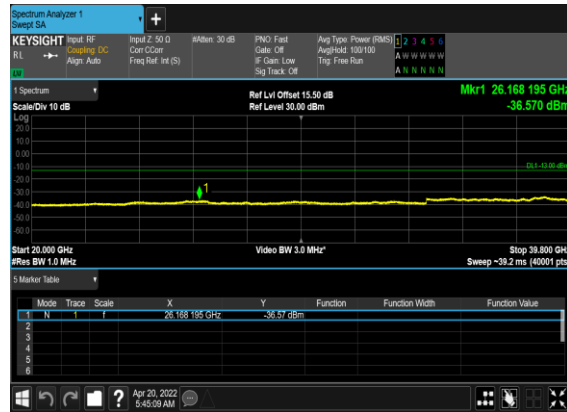 Spectrum Analyzer 1
Swept SA
+
KEYSIGHT Input: RF Input Z: 50 Ω #Atten: 30 dB PNO: Fast Avg Type: Power (RMS) 1 2 3 4 5 6
RL Coupling: DC Corr CCorr Gate: Off Avg|Hold: 100/100 A W W W W W
Align: Auto Freq Ref: Int (S) IF Gain: Low Trig: Free Run
Sig Track: Off A N N N N N
1 Spectrum Ref Lvl Offset 15.50 dB Mkr1 26.168 195 GHz
Scale/Div 10 dB Ref Level 30.00 dBm -36.570 dBm
Log
20.0
10.0
0.00
-10.0 DL1 -13.00 dBm
-20.0
-30.0 1
-40.0
-50.0
-60.0
Start 20.000 GHz Video BW 3.0 MHz* Stop 39.800 GHz
#Res BW 1.0 MHz Sweep ~39.2 ms (40001 pts)
5 Marker Table
Mode Trace Scale X Y Function Function Width Function Value
1 N 1 f 26.168 195 GHz -36.57 dBm
2
3
4
5
6
? Apr 20, 2022
5:45:09 AM